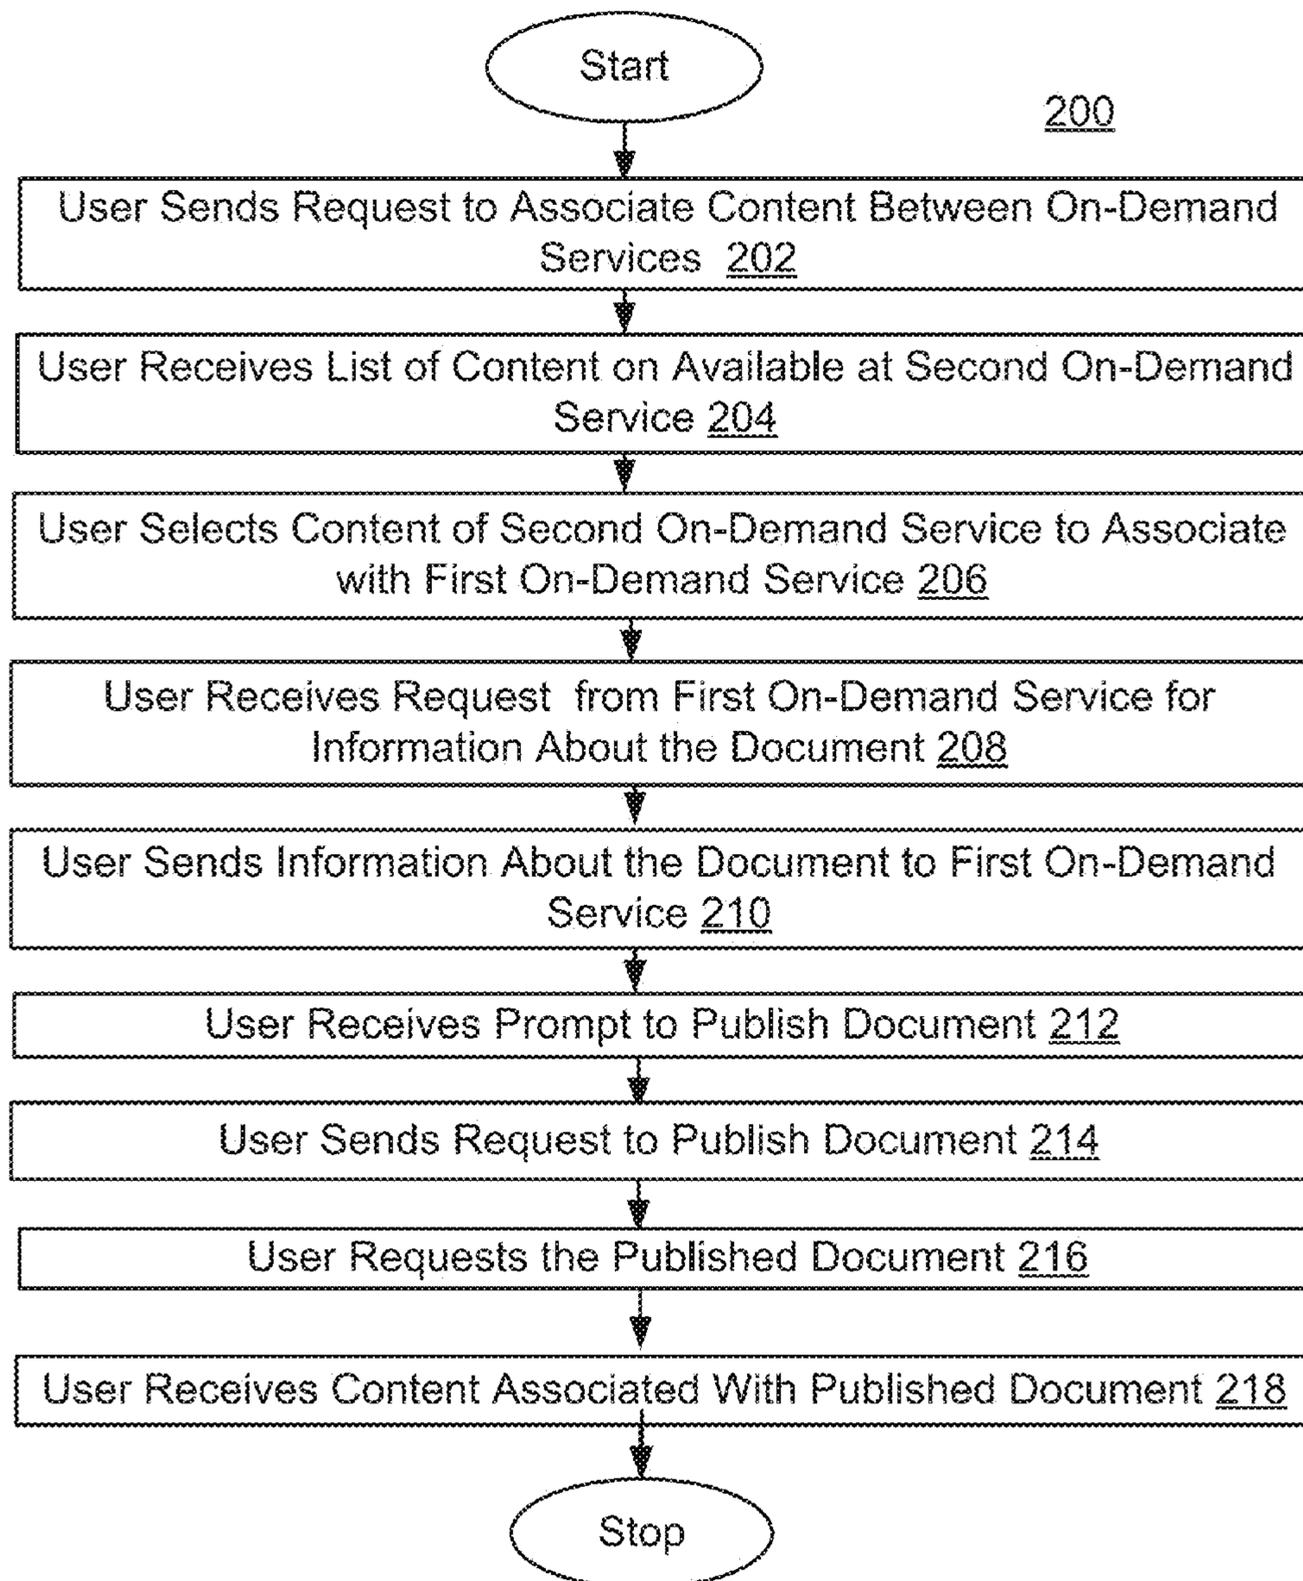 Start
200
User Sends Request to Associate Content Between On-Demand
Services 202
User Receives List of Content on Available at Second On-Demand
Service 204
User Selects Content of Second On-Demand Service to Associate
with First On-Demand Service 206
User Receives Request from First On-Demand Service for
Information About the Document 208
User Sends Information About the Document to First On-Demand
Service 210
User Receives Prompt to Publish Document 212
User Sends Request to Publish Document 214
User Requests the Published Document 216
User Receives Content Associated With Published Document 218
Stop